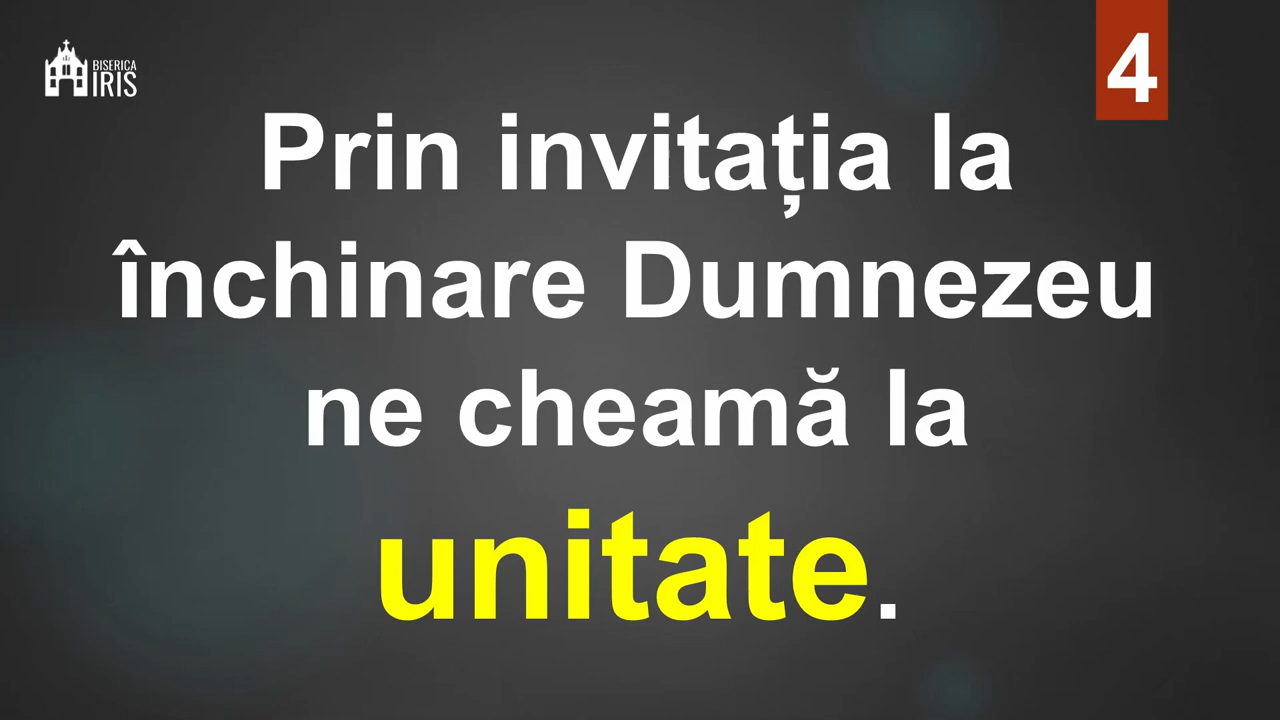 BISERICA
IRIS
4
Prin invitația la
închinare Dumnezeu
ne cheamă la
unitate.